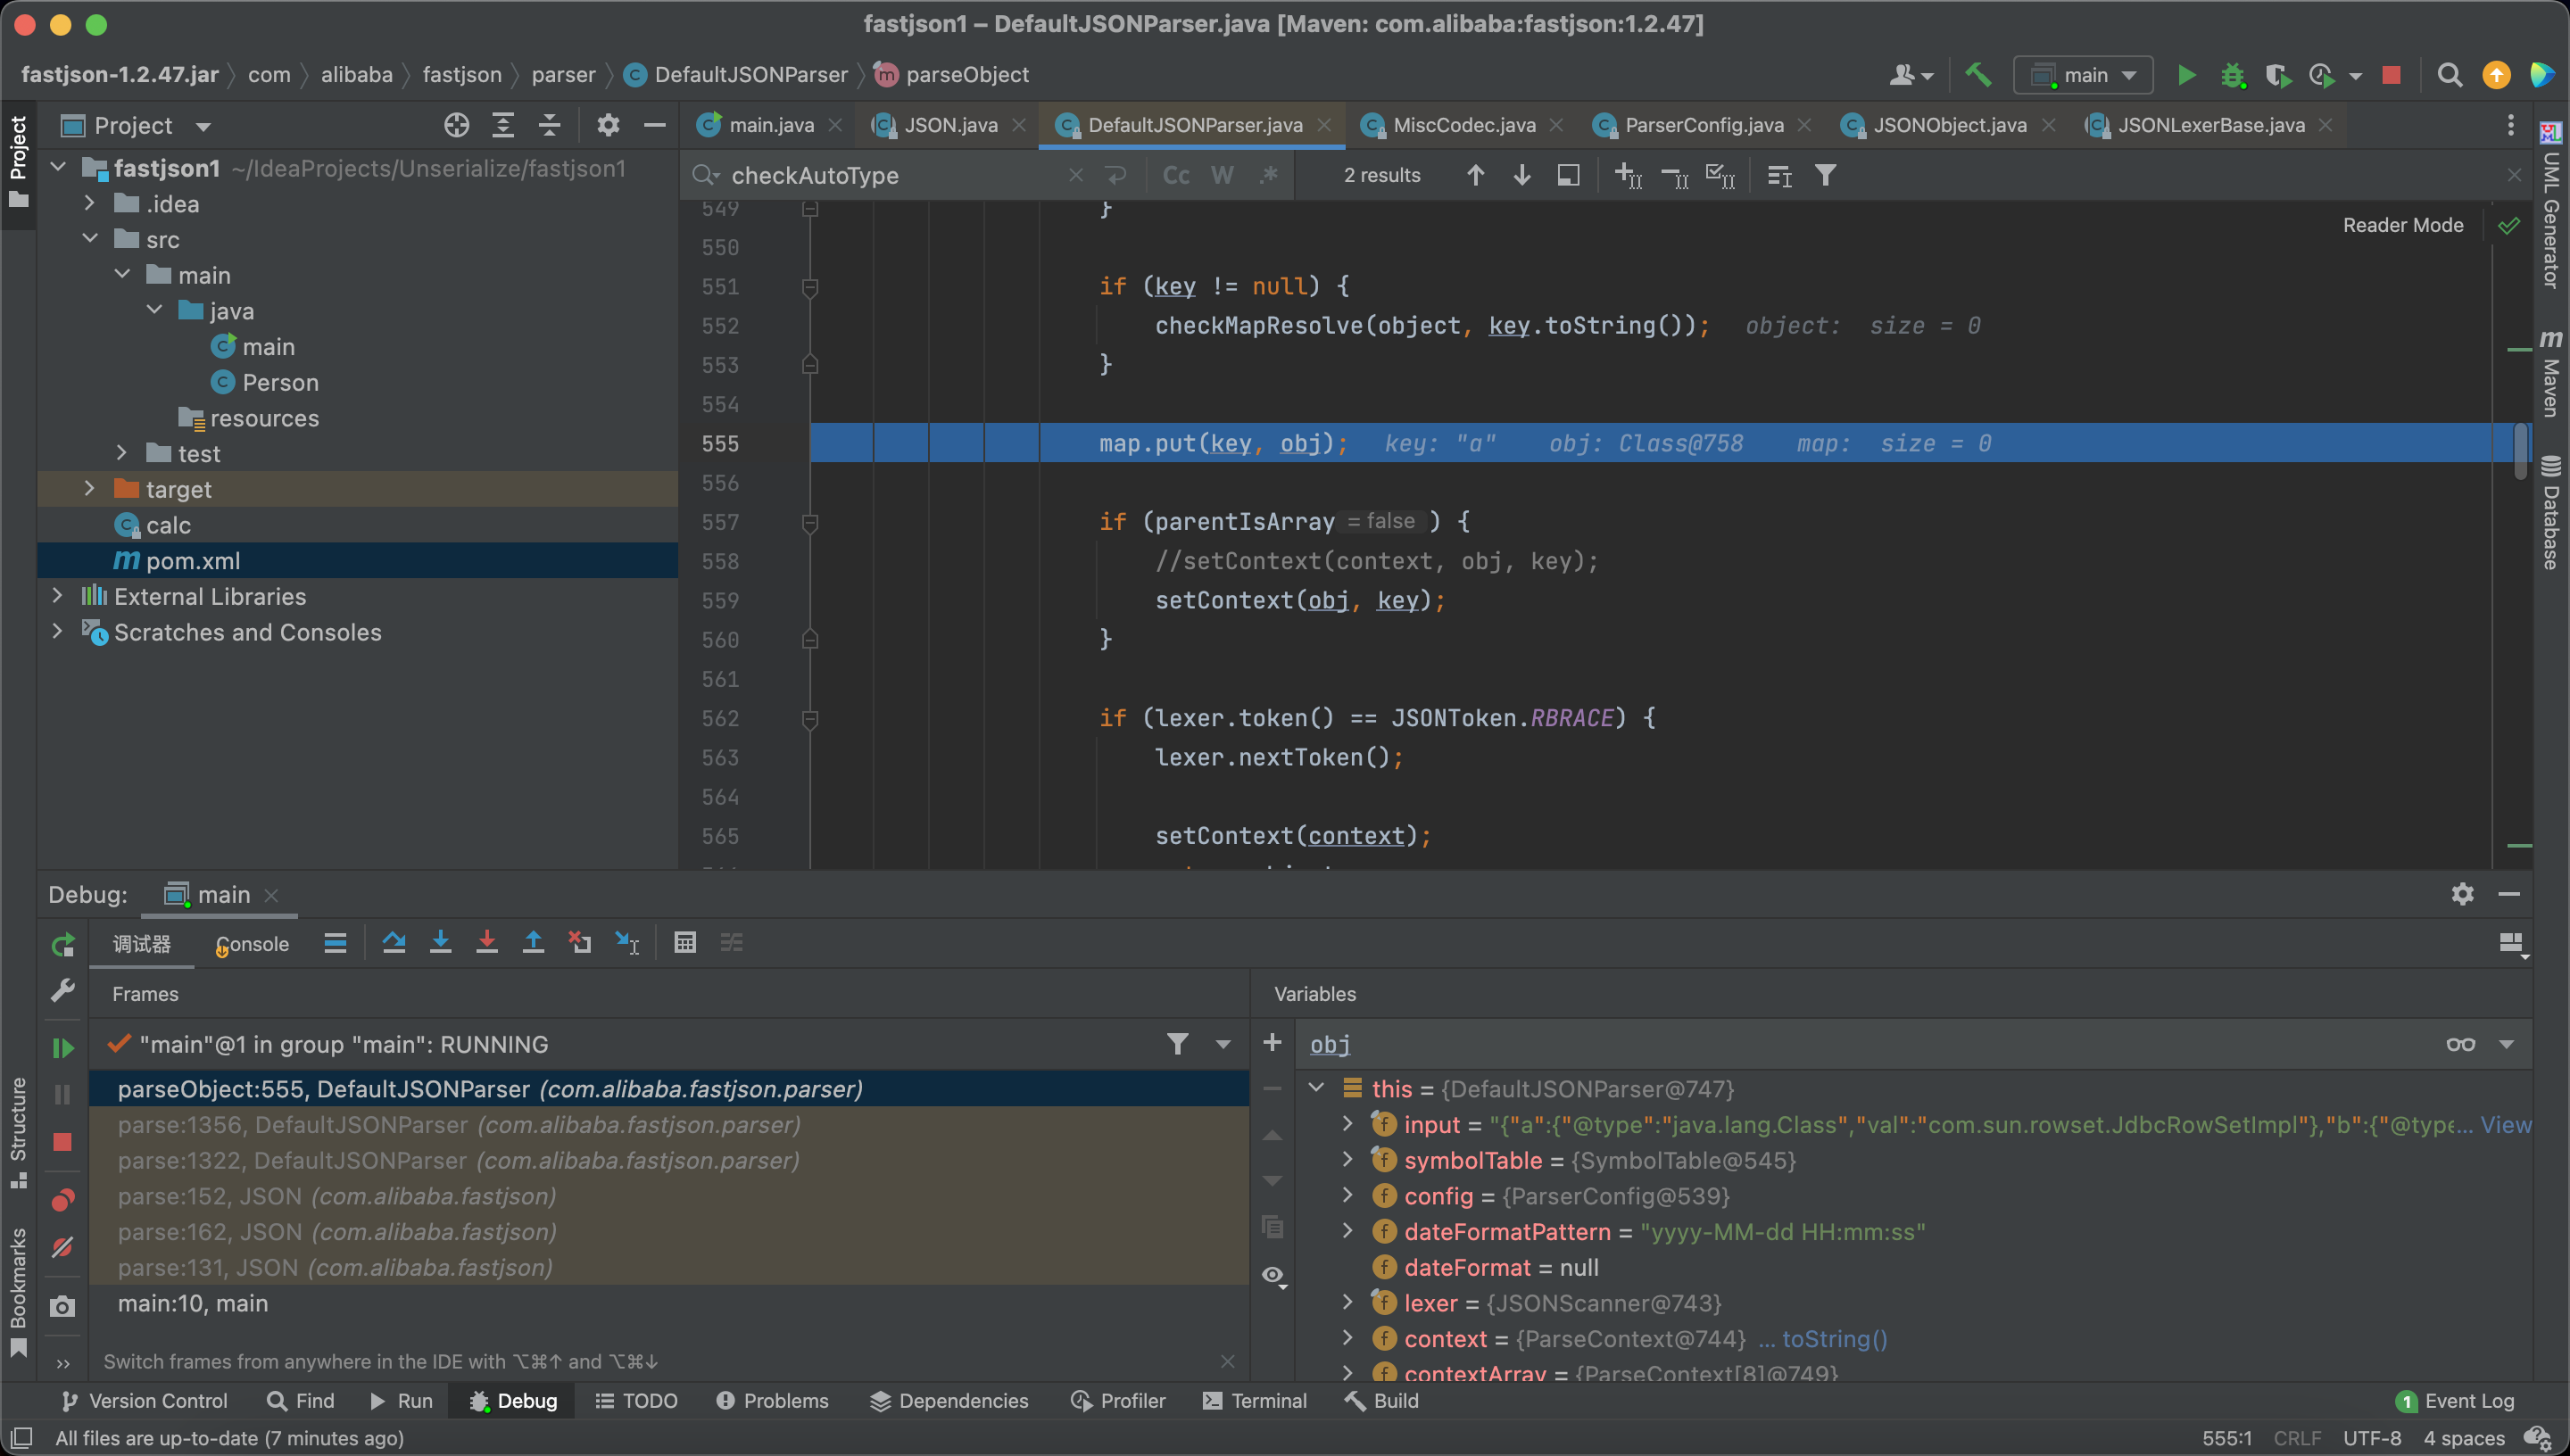 fastjson1 – DefaultJSONParser.java [Maven: com.alibaba:fastjson:1.2.47]
fastjson-1.2.47.jar com alibaba fastjson parser DefaultJSONParser parseObject
main
Project
Project
main.java JSON.java DefaultJSONParser.java MiscCodec.java ParserConfig.java JSONObject.java JSONLexerBase.java
checkAutoType Cc W .* 2 results
Reader Mode
fastjson1 ~/IdeaProjects/Unserialize/fastjson1
.idea
src
main
java
main
Person
resources
test
target
calc
pom.xml
External Libraries
Scratches and Consoles
549 }
550
551 if (key != null) {
552 checkMapResolve(object, key.toString()); object: size = 0
553 }
554
555 map.put(key, obj); key: "a" obj: Class@758 map: size = 0
556
557 if (parentIsArray = false ) {
558 //setContext(context, obj, key);
559 setContext(obj, key);
560 }
561
562 if (lexer.token() == JSONToken.RBRACE) {
563 lexer.nextToken();
564
565 setContext(context);
UML Generator
Maven
Database
Debug: main
调试器 Console
Frames
"main"@1 in group "main": RUNNING
parseObject:555, DefaultJSONParser (com.alibaba.fastjson.parser)
parse:1356, DefaultJSONParser (com.alibaba.fastjson.parser)
parse:1322, DefaultJSONParser (com.alibaba.fastjson.parser)
parse:152, JSON (com.alibaba.fastjson)
parse:162, JSON (com.alibaba.fastjson)
parse:131, JSON (com.alibaba.fastjson)
main:10, main
Switch frames from anywhere in the IDE with ⌥⌘↑ and ⌥⌘↓
Variables
obj
this = {DefaultJSONParser@747}
input = "{"a":{"@type":"java.lang.Class","val":"com.sun.rowset.JdbcRowSetImpl"},"b":{"@type... View
symbolTable = {SymbolTable@545}
config = {ParserConfig@539}
dateFormatPattern = "yyyy-MM-dd HH:mm:ss"
dateFormat = null
lexer = {JSONScanner@743}
context = {ParseContext@744} ... toString()
contextArray = {ParseContext[8]@749}
Structure
Bookmarks
Version Control Find Run Debug TODO Problems Dependencies Profiler Terminal Build 1 Event Log
All files are up-to-date (7 minutes ago) 555:1 CRLF UTF-8 4 spaces